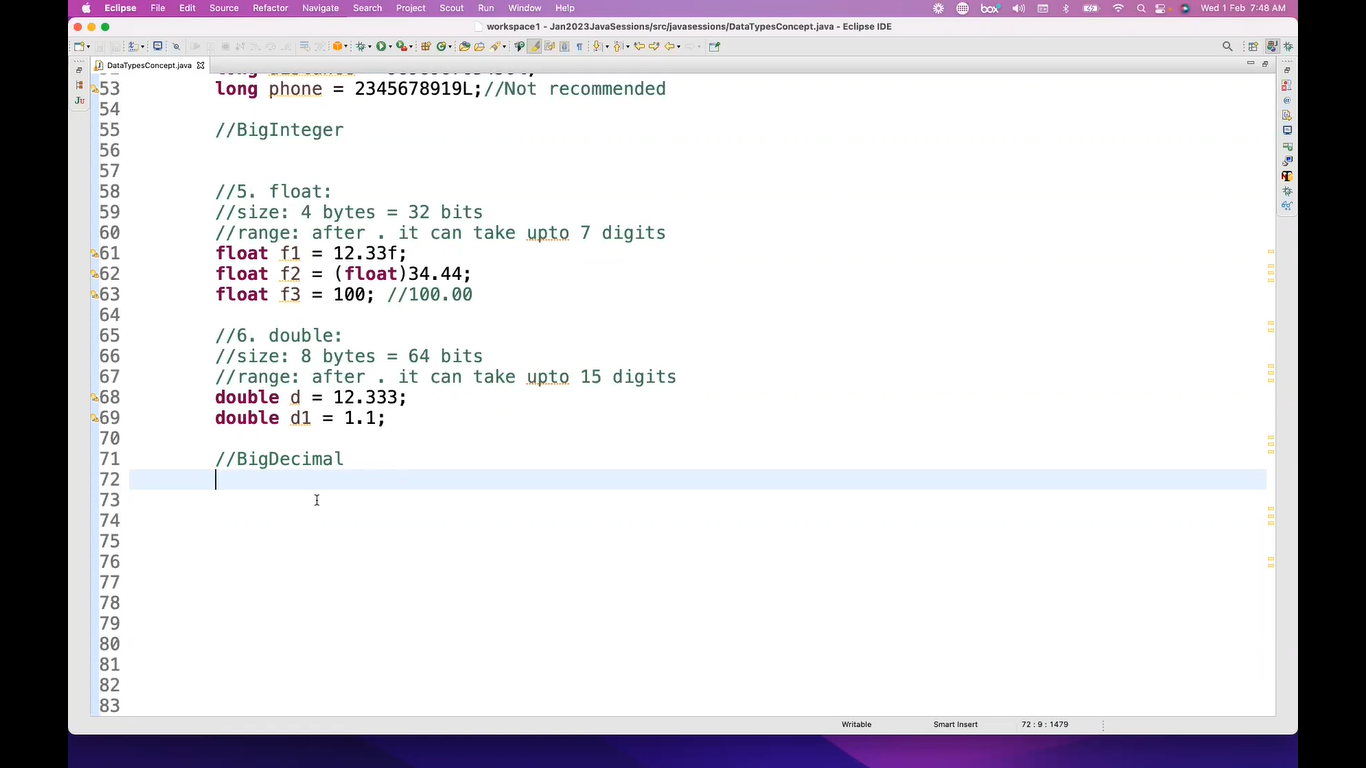 Eclipse File Edit Source Refactor Navigate Search Project Scout Run Window Help box Wed 1 Feb 7:48 AM
workspace1 - Jan2023JavaSessions/src/javasessions/DataTypesConcept.java - Eclipse IDE
DataTypesConcept.java
53 long phone = 2345678919L;//Not recommended
54
55 //BigInteger
56
57
58 //5. float:
59 //size: 4 bytes = 32 bits
60 //range: after . it can take upto 7 digits
61 float f1 = 12.33f;
62 float f2 = (float)34.44;
63 float f3 = 100; //100.00
64
65 //6. double:
66 //size: 8 bytes = 64 bits
67 //range: after . it can take upto 15 digits
68 double d = 12.333;
69 double d1 = 1.1;
70
71 //BigDecimal
72
73
74
75
76
77
78
79
80
81
82
83
Writable Smart Insert 72 : 9 : 1479